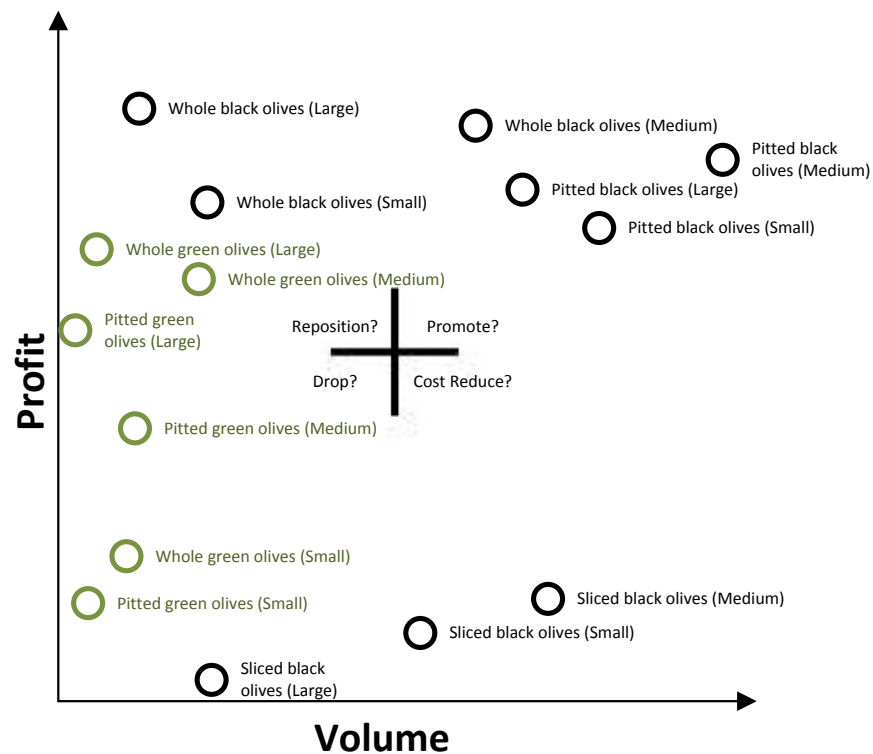 Whole black olives (Large)
Whole black olives (Medium)
Pitted black
olives (Medium)
Pitted black olives (Large)
Whole black olives (Small)
Pitted black olives (Small)
Whole green olives (Large)
Whole green olives (Medium)
Pitted green
olives (Large)
Reposition?
Promote?
Drop?
Cost Reduce?
Profit
Pitted green olives (Medium)
Whole green olives (Small)
Pitted green olives (Small)
Sliced black olives (Medium)
Sliced black olives (Small)
Sliced black
olives (Large)
Volume